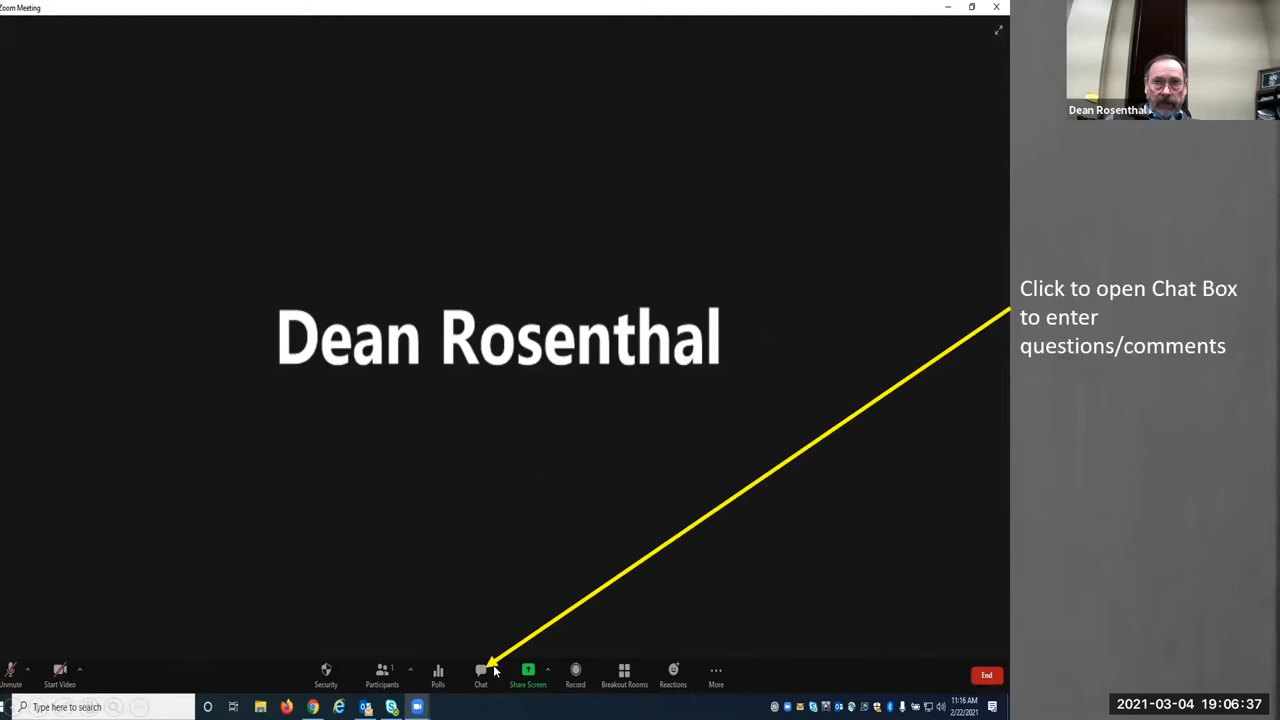 Zoom Meeting
Dean Rosenthal
Click to open Chat Box
to enter
questions/comments
Dean Rosenthal
1
Unmute
Start Video
Security
Participants
Polls
Chat
Share Screen
Record
Breakout Rooms
Reactions
More
End
Type here to search
11:16 AM
2/22/2021
2021-03-04 19:06:37